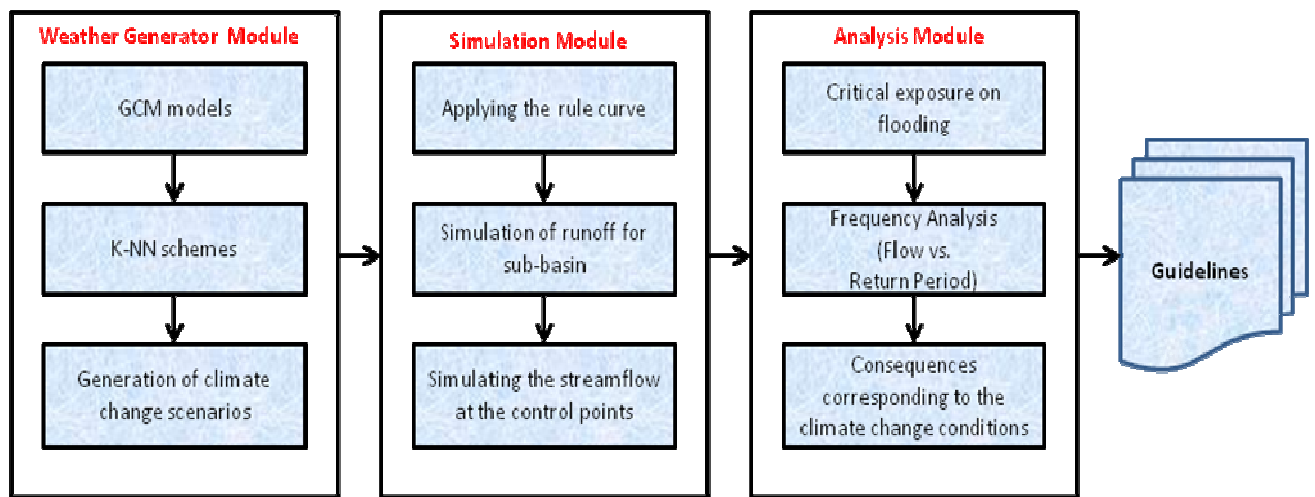 Weather Generator Module
GCM models
K-NN schemes
Generation of climate
change scenarios
Simulation Module
Applying the rule curve
Simulation of runoff for
sub-basin
Simulating the streamflow
at the control points
Analysis Module
Critical exposure on
flooding
Frequency Analysis
(Flow vs.
Return Period)
Consequences
corresponding to the
climate change conditions
Guidelines